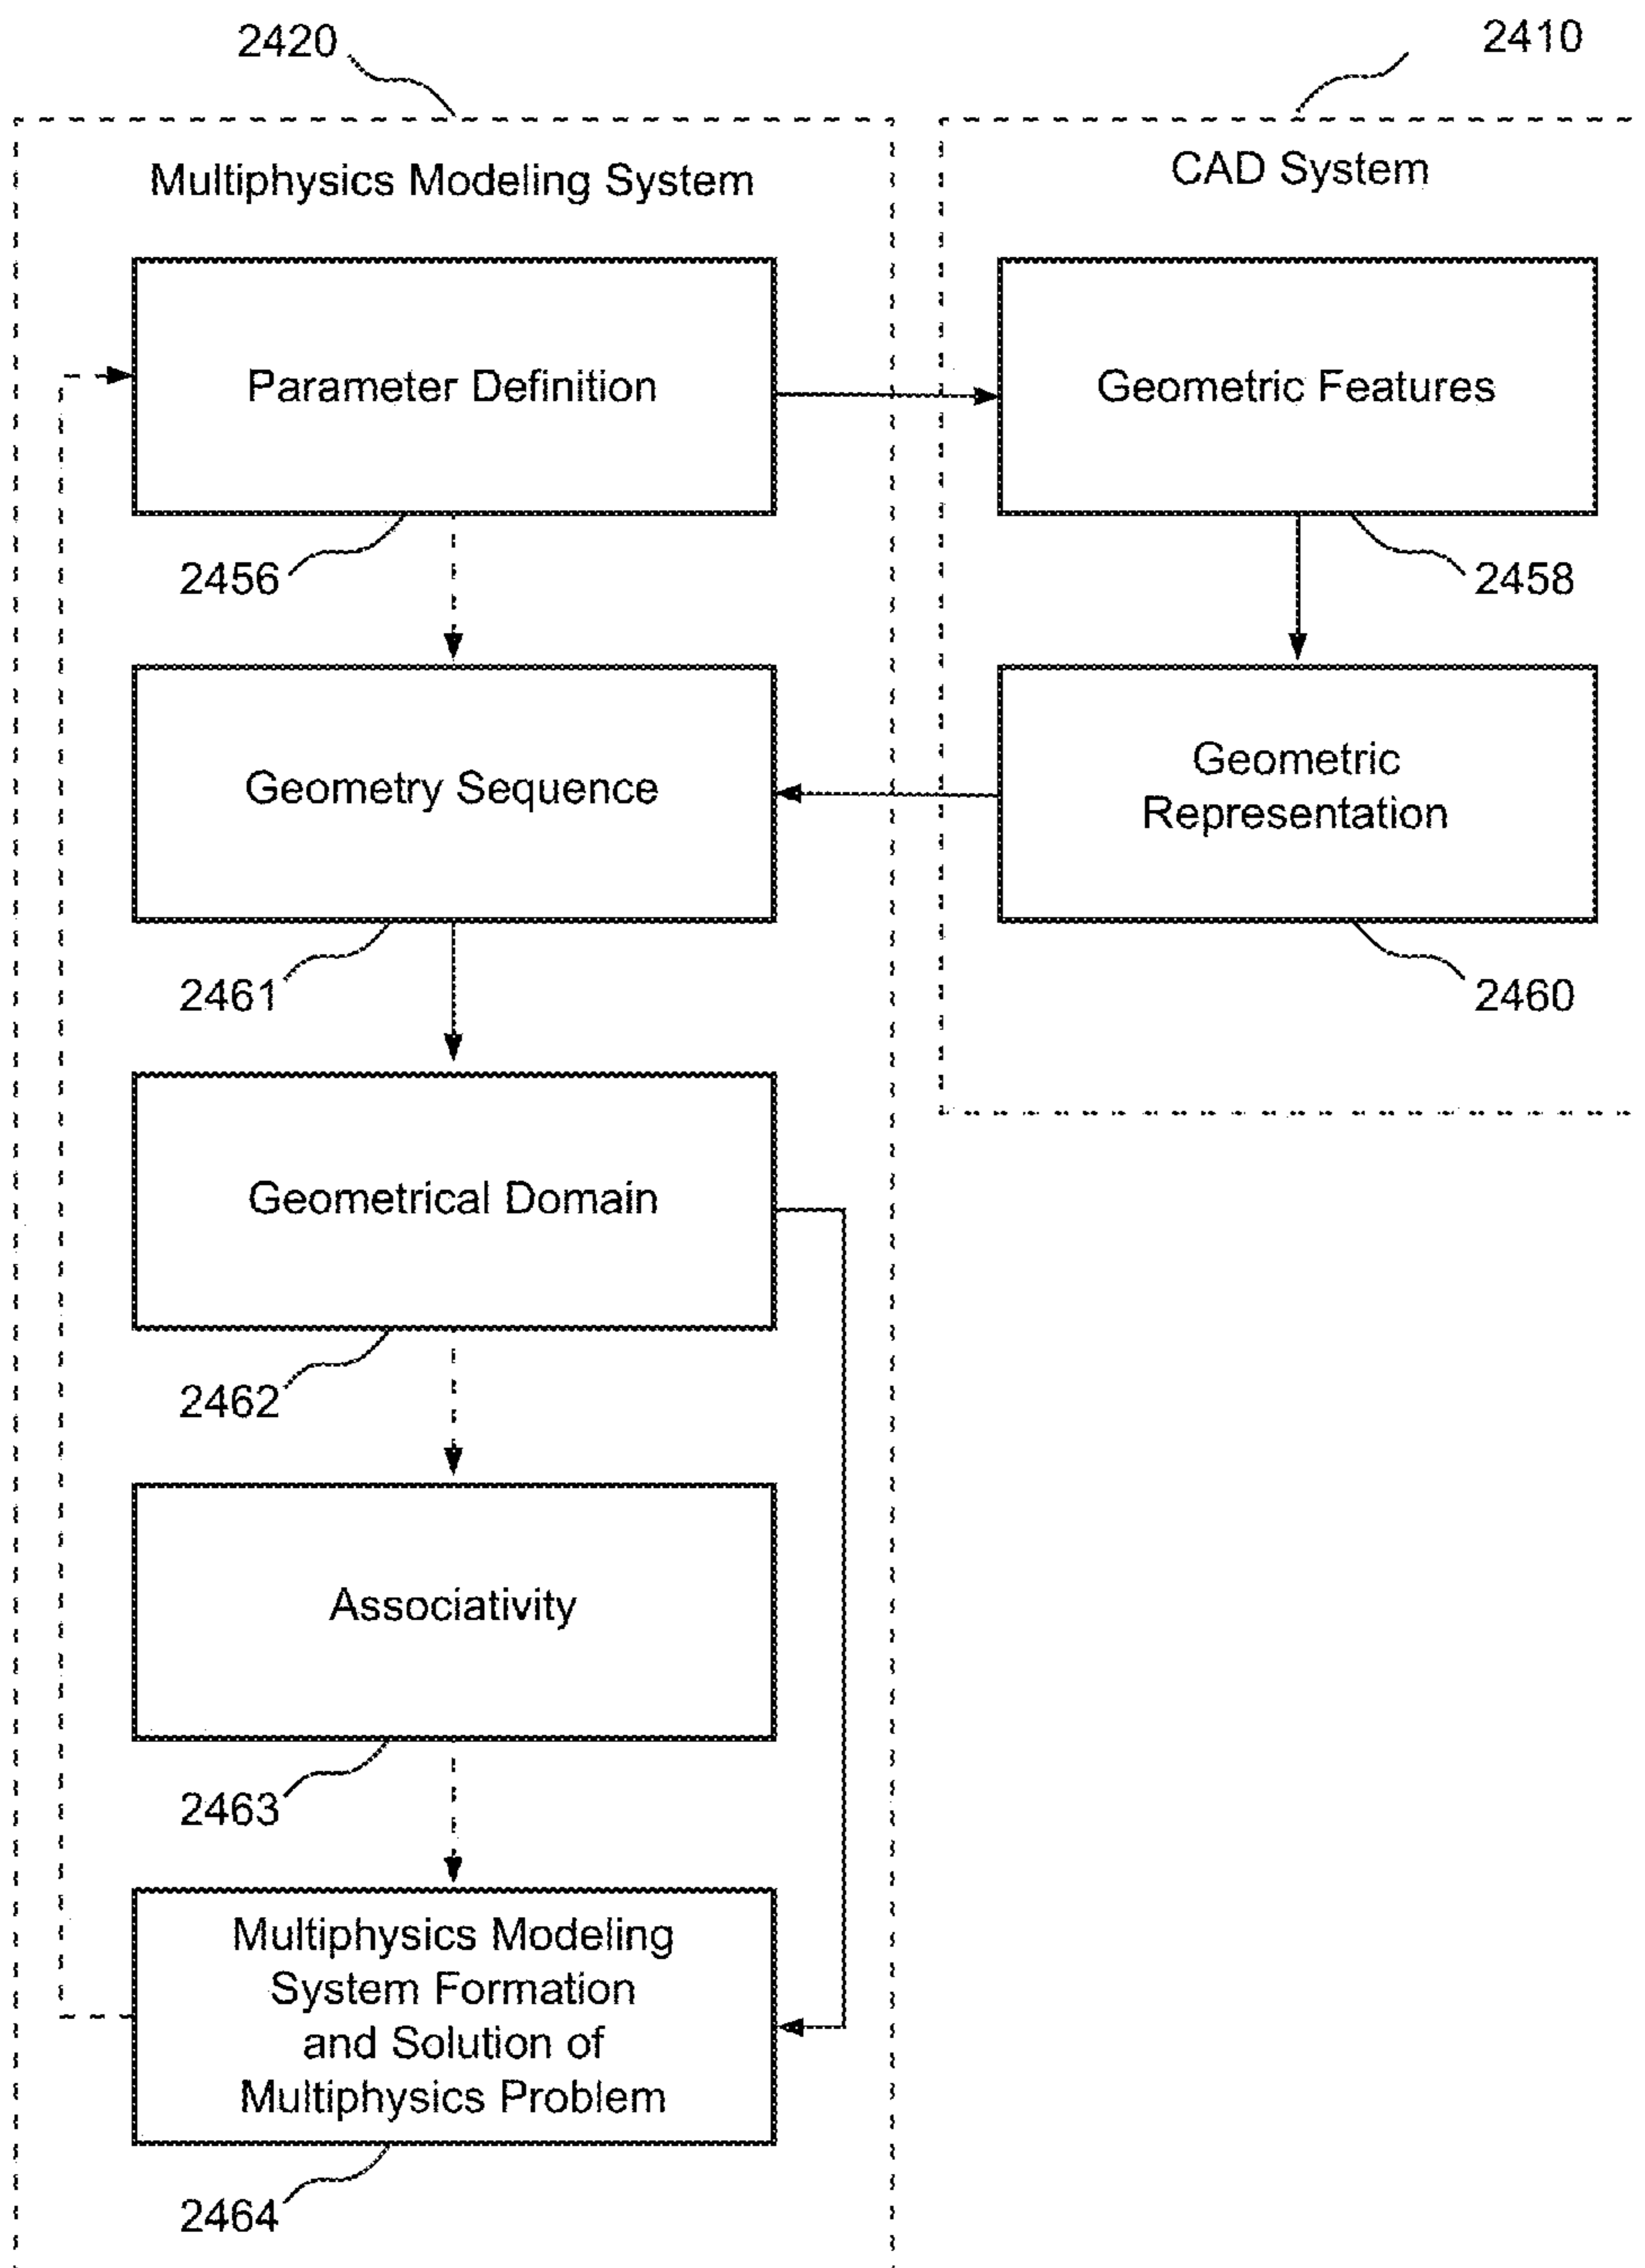 2420
2410
Multiphysics Modeling System
CAD System
Parameter Definition
Geometric Features
2456
2458
Geometry Sequence
Geometric
Representation
2461
2460
Geometrical Domain
2462
Associativity
2463
Multiphysics Modeling
System Formation
and Solution of
Multiphysics Problem
2464